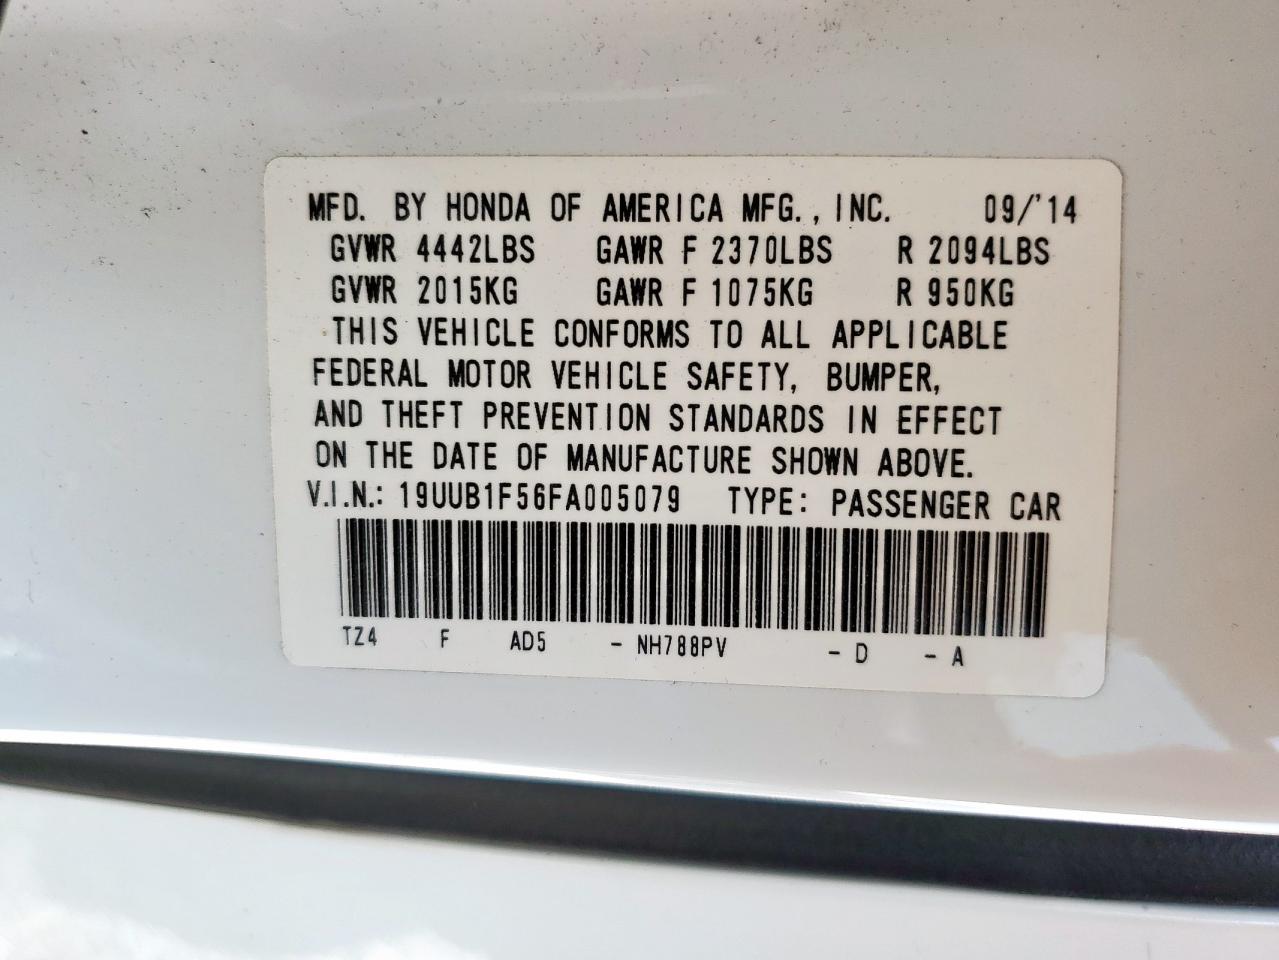 MFD. BY HONDA OF AMERICA MFG., INC. 09/'14
GVWR 4442LBS GAWR F 2370LBS R 2094LBS
GVWR 2015KG GAWR F 1075KG R 950KG
THIS VEHICLE CONFORMS TO ALL APPLICABLE
FEDERAL MOTOR VEHICLE SAFETY, BUMPER,
AND THEFT PREVENTION STANDARDS IN EFFECT
ON THE DATE OF MANUFACTURE SHOWN ABOVE.
V.I.N.: 19UUB1F56FA005079 TYPE: PASSENGER CAR
TZ4 F AD5 - NH788PV - D - A